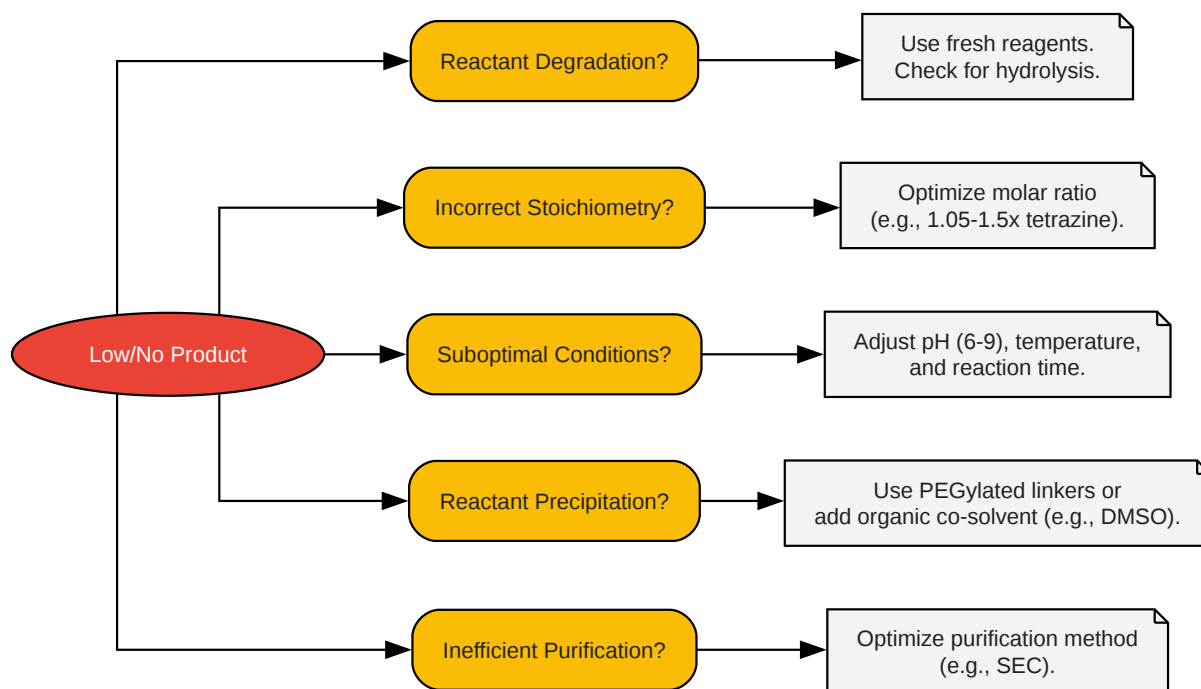 Reactant Degradation?
Use fresh reagents.
Check for hydrolysis.
Incorrect Stoichiometry?
Optimize molar ratio
(e.g., 1.05-1.5x tetrazine).
Low/No Product
Suboptimal Conditions?
Adjust pH (6-9), temperature,
and reaction time.
Reactant Precipitation?
Use PEGylated linkers or
add organic co-solvent (e.g., DMSO).
Inefficient Purification?
Optimize purification method
(e.g., SEC).